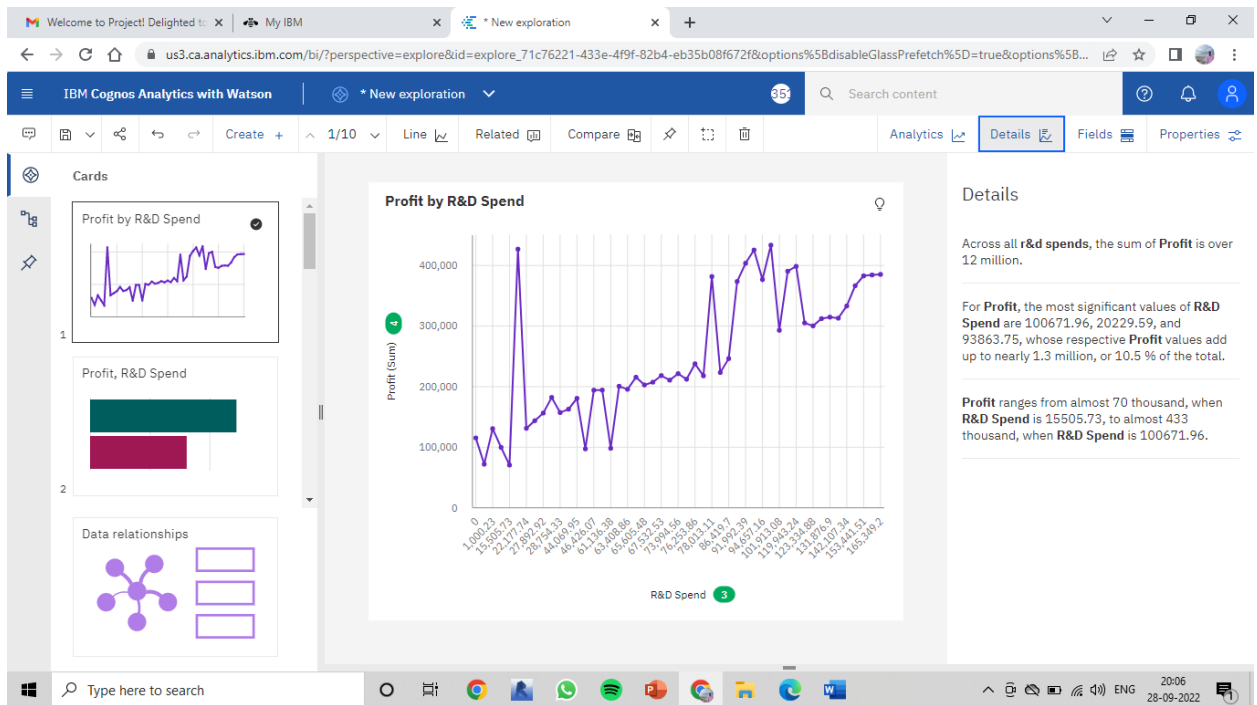 Welcome to Project! Delighted to
My IBM
* New exploration
us3.ca.analytics.ibm.com/bi/?perspective=explore&id=explore_71c76221-433e-4f9f-82b4-eb35b08f672f&options%5BdisableGlassPrefetch%5D=true&options%5B...
IBM Cognos Analytics with Watson
* New exploration
Search content
Create +
1/10
Line
Related
Compare
Analytics
Details
Fields
Properties
Cards
Profit by R&D Spend
1
Profit, R&D Spend
2
Data relationships
Profit by R&D Spend
Profit (Sum)
4
400,000
300,000
200,000
100,000
0
0
1,000.23
15,505.73
22,177.74
27,892.92
28,754.33
44,069.95
46,426.07
61,136.38
63,408.86
65,605.48
67,532.53
73,994.56
76,253.86
78,013.11
86,419.7
91,992.39
94,657.16
101,913.08
119,943.24
123,334.88
131,876.9
142,107.34
153,441.51
165,349.2
R&D Spend 3
Details
Across all r&d spends, the sum of Profit is over
12 million.
For Profit, the most significant values of R&D
Spend are 100671.96, 20229.59, and
93863.75, whose respective Profit values add
up to nearly 1.3 million, or 10.5 % of the total.
Profit ranges from almost 70 thousand, when
R&D Spend is 15505.73, to almost 433
thousand, when R&D Spend is 100671.96.
Type here to search
ENG
20:06
28-09-2022
1